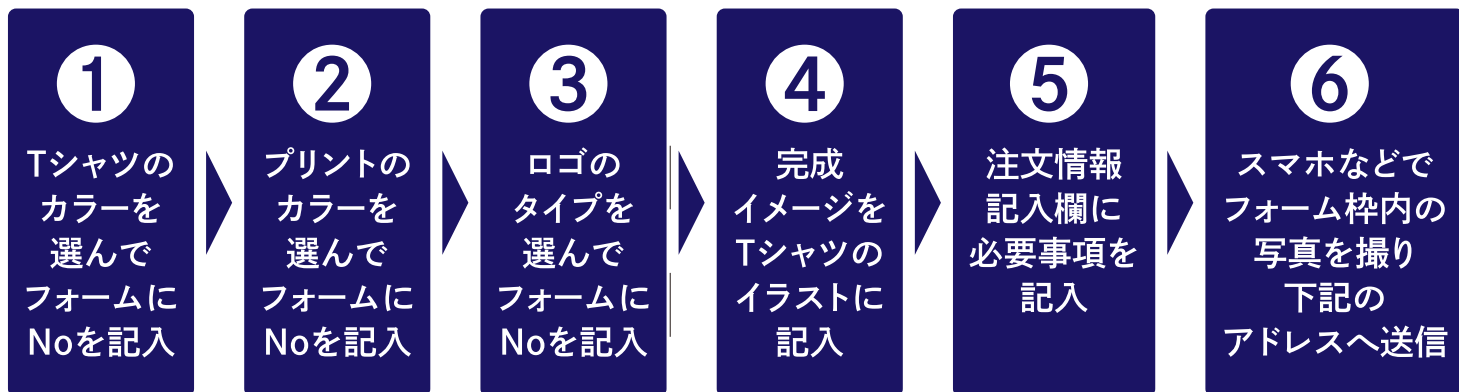 1
Tシャツの
カラーを
選んで
フォームに
Noを記入
2
プリントの
カラーを
選んで
フォームに
Noを記入
3
ロゴの
タイプを
選んで
フォームに
Noを記入
4
完成
イメージを
Tシャツの
イラストに
記入
5
注文情報
記入欄に
必要事項を
記入
6
スマホなどで
フォーム枠内の
写真を撮り
下記の
アドレスへ送信